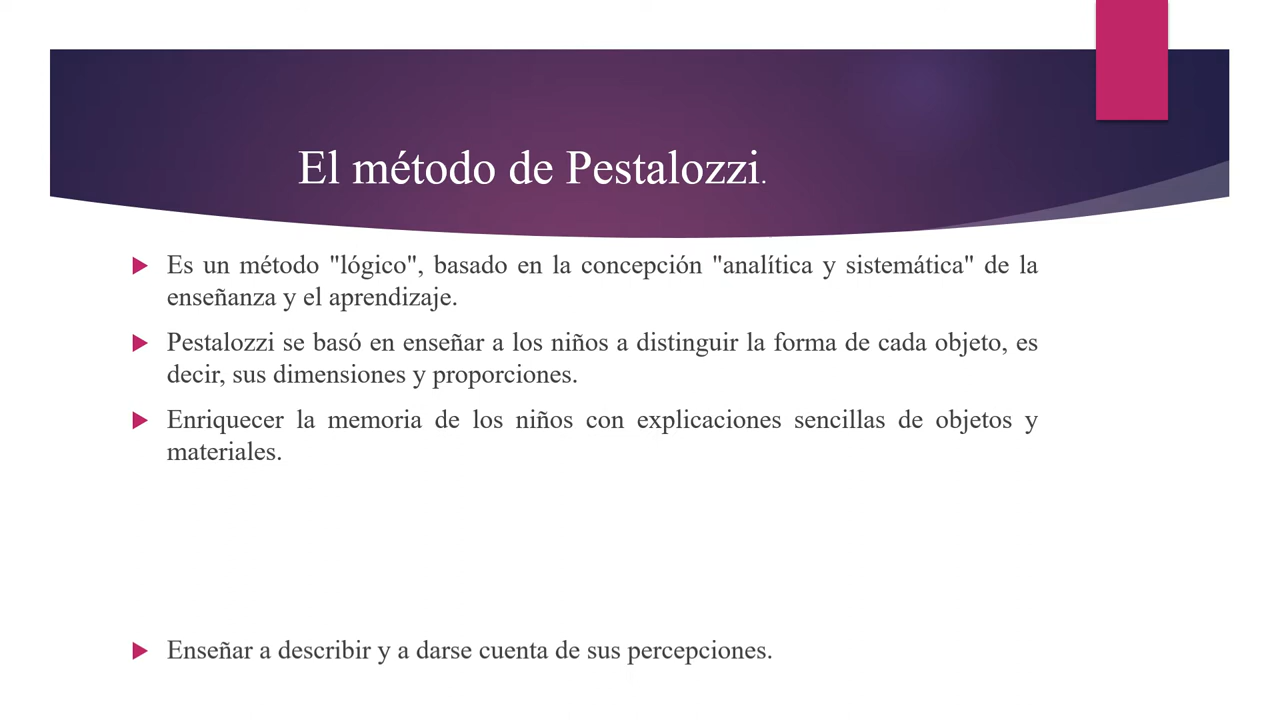 El método de Pestalozzi.
Es un método "lógico", basado en la concepción "analítica y sistemática" de la
enseñanza y el aprendizaje.
Pestalozzi se basó en enseñar a los niños a distinguir la forma de cada objeto, es
decir, sus dimensiones y proporciones.
Enriquecer la memoria de los niños con explicaciones sencillas de objetos y
materiales.
Enseñar a describir y a darse cuenta de sus percepciones.